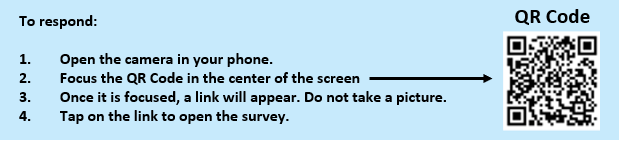 To respond:
QR Code
1. Open the camera in your phone.
2. Focus the QR Code in the center of the screen
3. Once it is focused, a link will appear. Do not take a picture.
4. Tap on the link to open the survey.